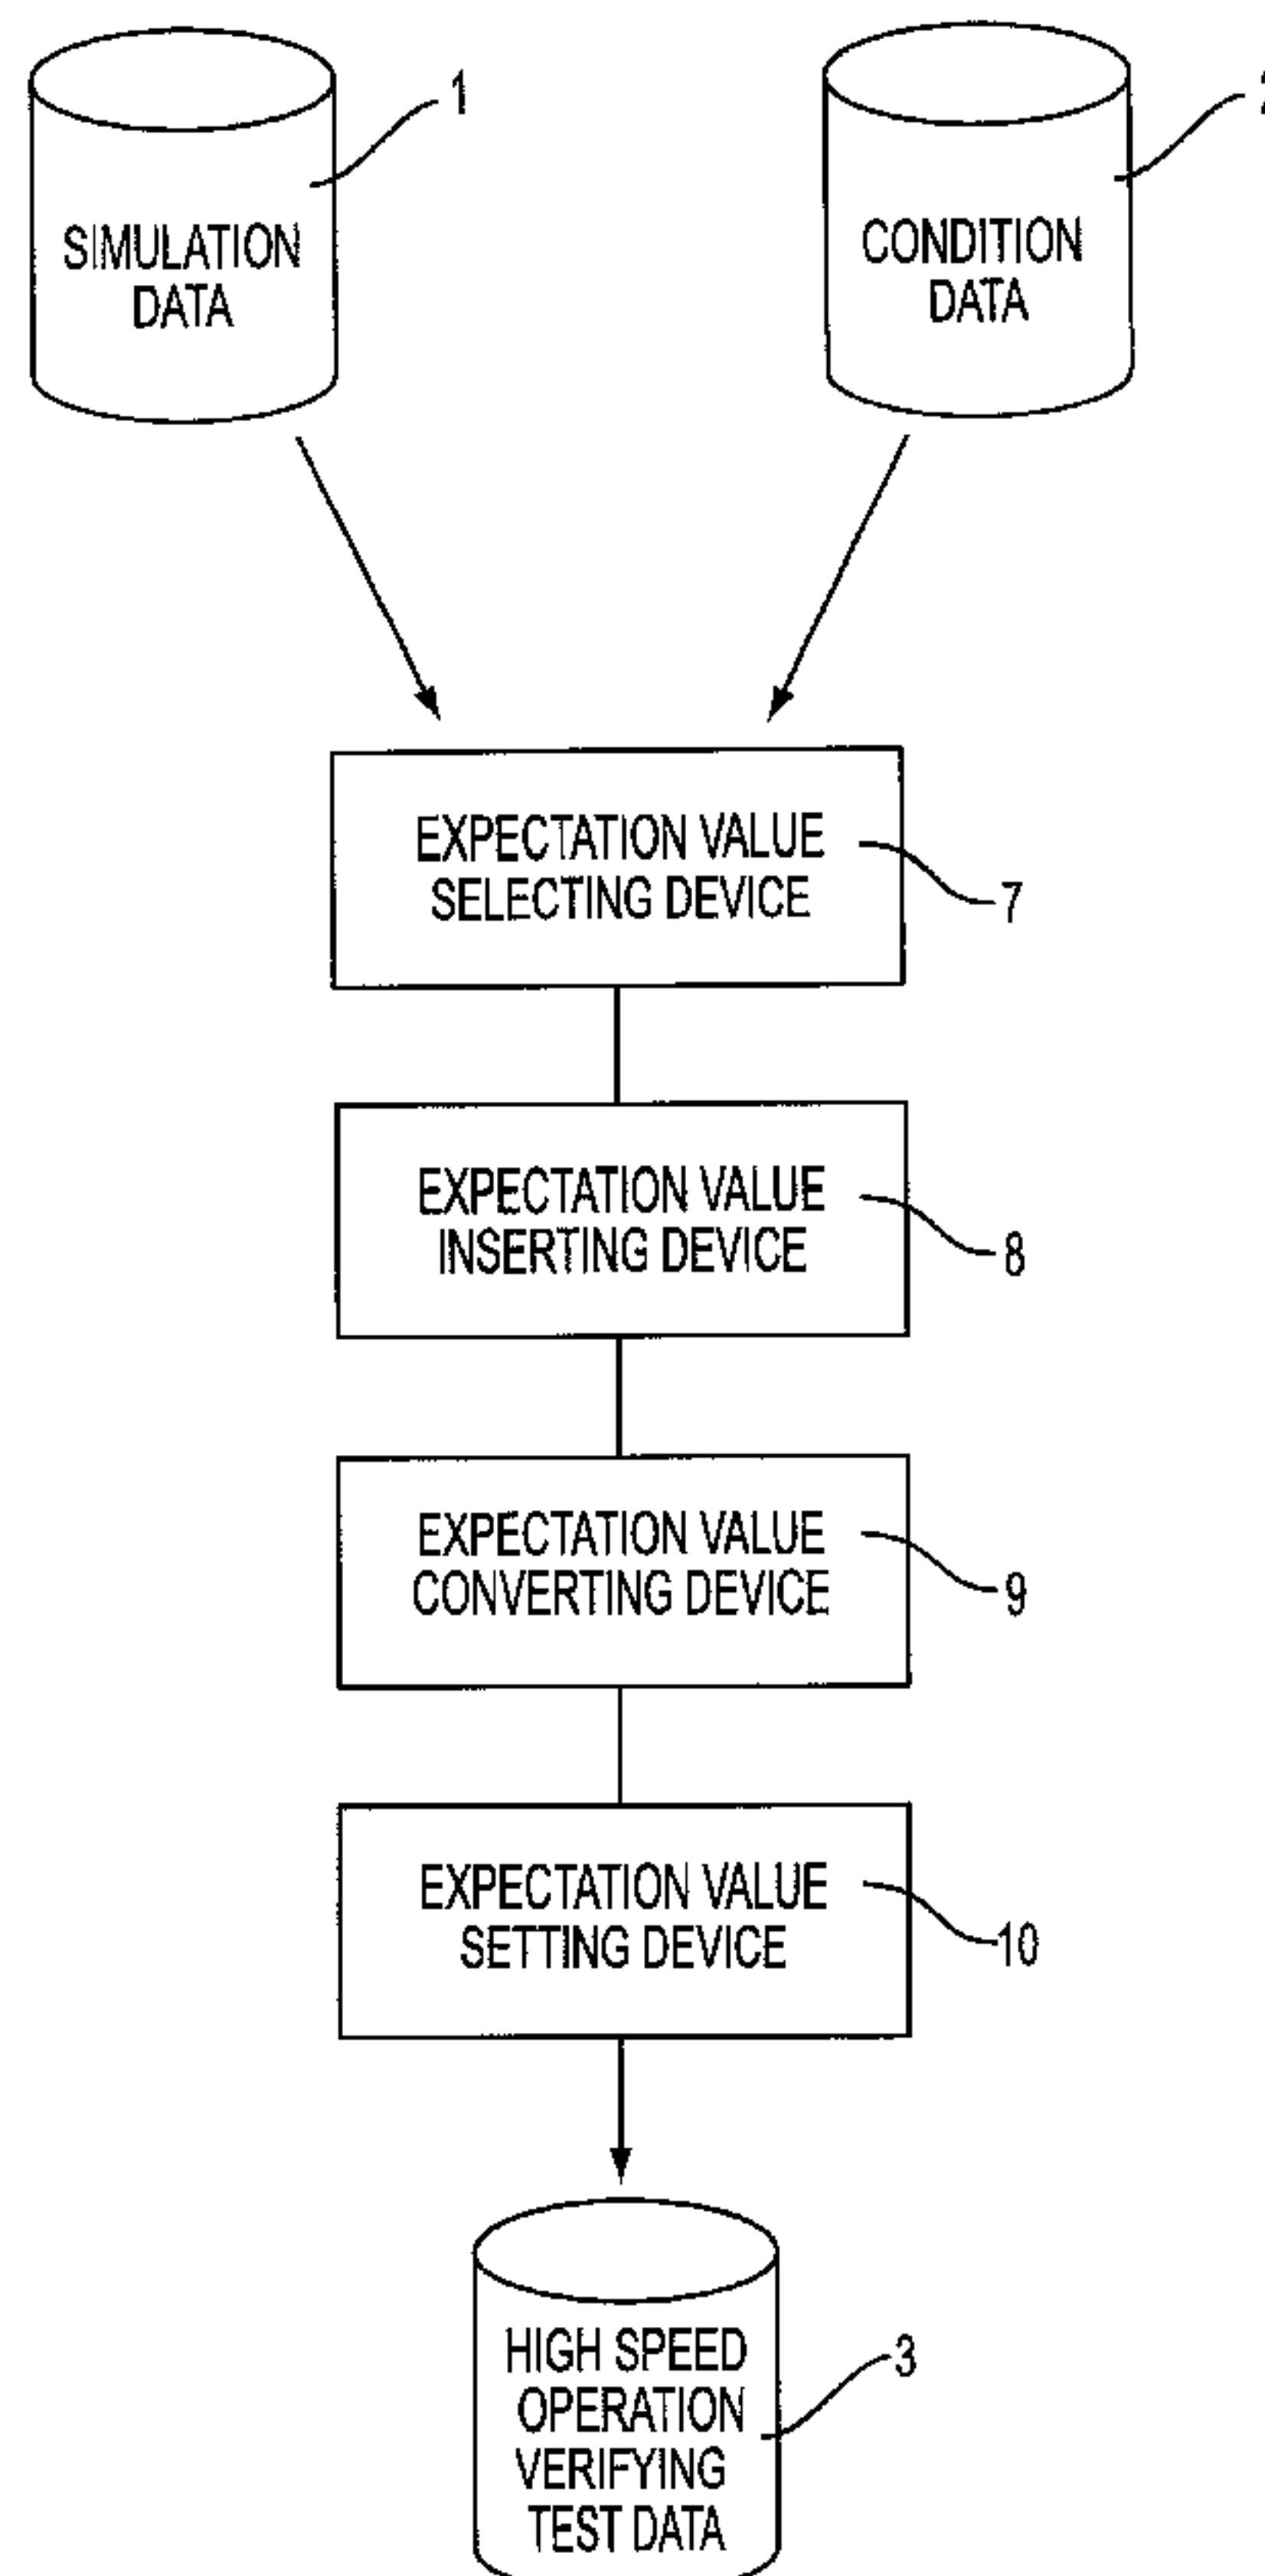 1
2
SIMULATION
DATA
CONDITION
DATA
EXPECTATION VALUE
SELECTING DEVICE
7
EXPECTATION VALUE
INSERTING DEVICE
8
EXPECTATION VALUE
CONVERTING DEVICE
9
EXPECTATION VALUE
SETTING DEVICE
10
HIGH SPEED
OPERATION
VERIFYING
TEST DATA
3